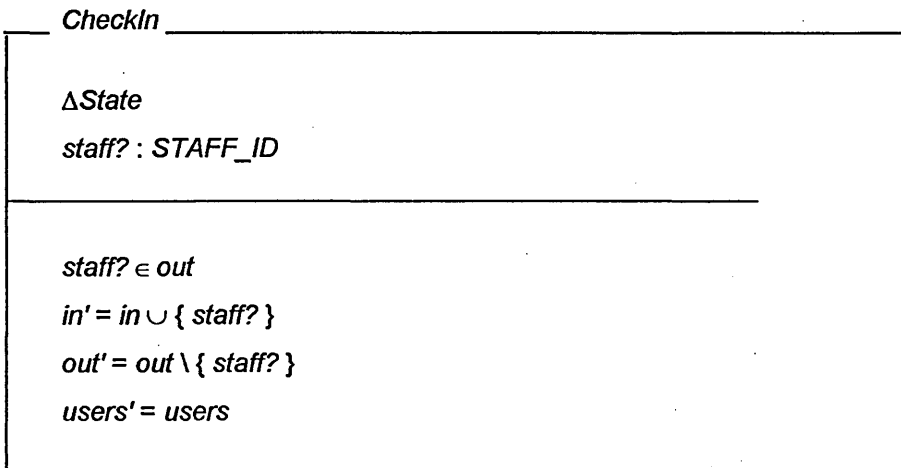 CheckIn
ΔState
staff? : STAFF_ID
staff? ∈ out
in' = in ∪ { staff? }
out' = out \ { staff? }
users' = users